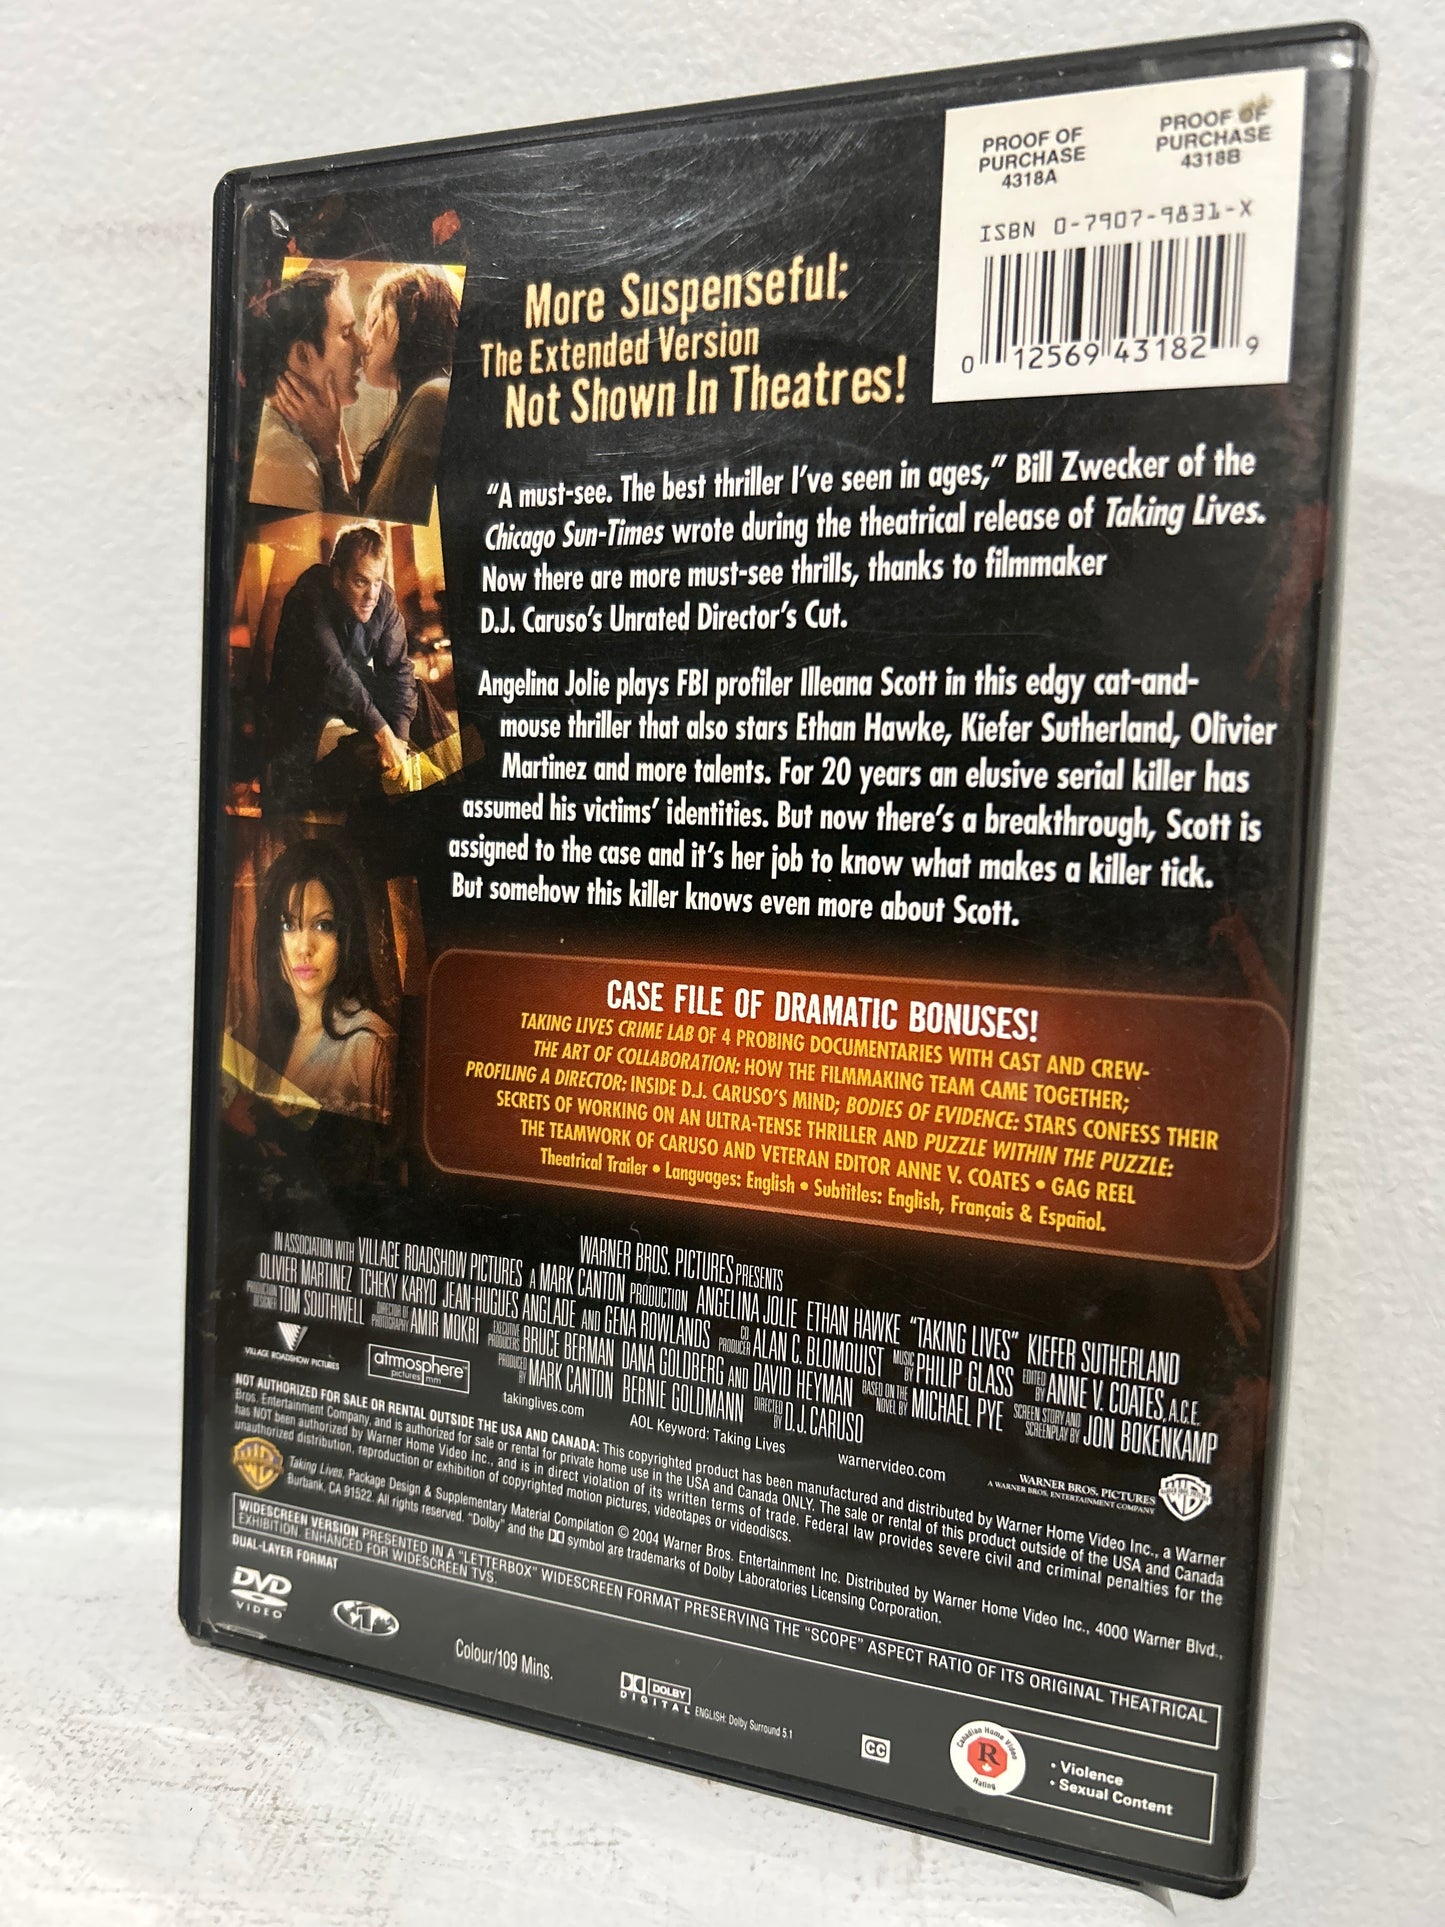 PROOF OF
PURCHASE
4318A
PROOF OF
PURCHASE
4318B
ISBN 0-7907-9831-X
0 12569 43182 9
More Suspenseful:
The Extended Version
Not Shown In Theatres!
“A must-see. The best thriller I’ve seen in ages,” Bill Zwecker of the
Chicago Sun-Times wrote during the theatrical release of Taking Lives.
Now there are more must-see thrills, thanks to filmmaker
D.J. Caruso’s Unrated Director’s Cut.
Angelina Jolie plays FBI profiler Illeana Scott in this edgy cat-and-
mouse thriller that also stars Ethan Hawke, Kiefer Sutherland, Olivier
Martinez and more talents. For 20 years an elusive serial killer has
assumed his victims’ identities. But now there’s a breakthrough, Scott is
assigned to the case and it’s her job to know what makes a killer tick.
But somehow this killer knows even more about Scott.
CASE FILE OF DRAMATIC BONUSES!
TAKING LIVES CRIME LAB OF 4 PROBING DOCUMENTARIES WITH CAST AND CREW-
THE ART OF COLLABORATION: HOW THE FILMMAKING TEAM CAME TOGETHER;
PROFILING A DIRECTOR: INSIDE D.J. CARUSO’S MIND; BODIES OF EVIDENCE: STARS CONFESS THEIR
SECRETS OF WORKING ON AN ULTRA-TENSE THRILLER AND PUZZLE WITHIN THE PUZZLE:
THE TEAMWORK OF CARUSO AND VETERAN EDITOR ANNE V. COATES • GAG REEL
Theatrical Trailer • Languages: English • Subtitles: English, Français & Español.
WARNER BROS. PICTURES PRESENTS
IN ASSOCIATION WITH VILLAGE ROADSHOW PICTURES A MARK CANTON PRODUCTION ANGELINA JOLIE ETHAN HAWKE “TAKING LIVES” KIEFER SUTHERLAND
OLIVIER MARTINEZ TCHEKY KARYO JEAN-HUGUES ANGLADE AND GENA ROWLANDS CO PRODUCER ALAN C. BLOMQUIST MUSIC BY PHILIP GLASS EDITED BY ANNE V. COATES, A.C.E.
PRODUCTION DESIGNER TOM SOUTHWELL DIRECTOR OF PHOTOGRAPHY AMIR MOKRI EXECUTIVE PRODUCERS BRUCE BERMAN DANA GOLDBERG AND DAVID HEYMAN BASED ON THE NOVEL BY MICHAEL PYE SCREEN STORY AND SCREENPLAY BY JON BOKENKAMP
PRODUCED BY MARK CANTON BERNIE GOLDMANN DIRECTED BY D.J. CARUSO
VILLAGE ROADSHOW PICTURES
atmosphere
pictures mm
takinglives.com
AOL Keyword: Taking Lives
warnervideo.com
WARNER BROS. PICTURES
A WARNER BROS. ENTERTAINMENT COMPANY
NOT AUTHORIZED FOR SALE OR RENTAL OUTSIDE THE USA AND CANADA: This copyrighted product has been manufactured and distributed by Warner Home Video Inc., a Warner
Bros. Entertainment Company, and is authorized for sale or rental for private home use in the USA and Canada ONLY. The sale or rental of this product outside of the USA and Canada
has NOT been authorized by Warner Home Video Inc., and is in direct violation of its written terms of trade. Federal law provides severe civil and criminal penalties for the
unauthorized distribution, reproduction or exhibition of copyrighted motion pictures, videotapes or videodiscs.
Taking Lives, Package Design & Supplementary Material Compilation © 2004 Warner Bros. Entertainment Inc. Distributed by Warner Home Video Inc., 4000 Warner Blvd.,
Burbank, CA 91522. All rights reserved. “Dolby” and the DD symbol are trademarks of Dolby Laboratories Licensing Corporation.
WIDESCREEN VERSION PRESENTED IN A “LETTERBOX” WIDESCREEN FORMAT PRESERVING THE “SCOPE” ASPECT RATIO OF ITS ORIGINAL THEATRICAL
EXHIBITION. ENHANCED FOR WIDESCREEN TVS.
DUAL-LAYER FORMAT
DVD
VIDEO
1
Colour/109 Mins.
DOLBY
DIGITAL ENGLISH: Dolby Surround 5.1
CC
Canadian Home Video
R
Rating
• Violence
• Sexual Content